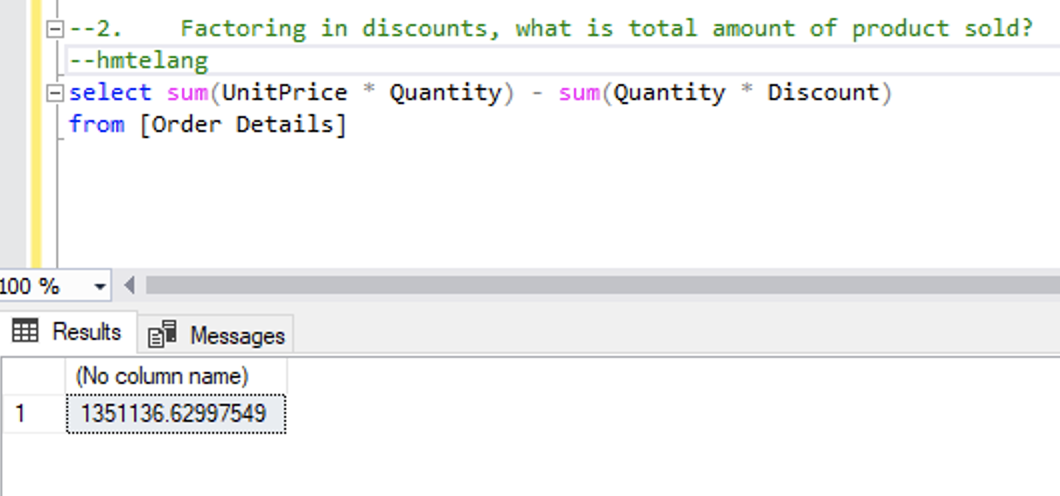 --2.    Factoring in discounts, what is total amount of product sold?
--hmtelang
select sum(UnitPrice * Quantity) - sum(Quantity * Discount)
from [Order Details]
100 %
Results Messages
(No column name)
1 1351136.62997549